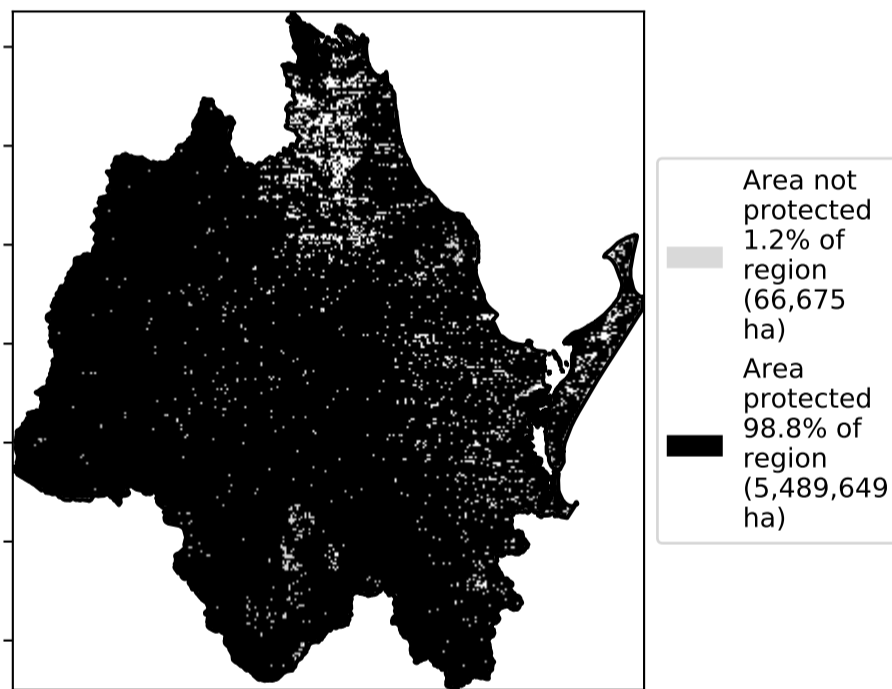 Area not
protected
1.2% of
region
(66,675
ha)
Area
protected
98.8% of
region
(5,489,649
ha)